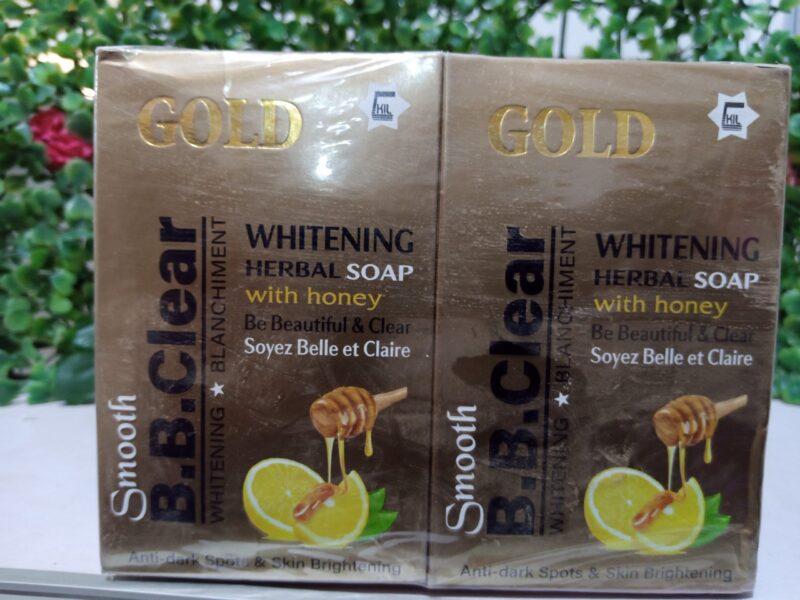 GOLD
EKIL
WHITENING
HERBAL SOAP
with honey
Be Beautiful & Clear
Soyez Belle et Claire
Smooth
B.B.Clear
WHITENING ★ BLANCHIMENT
Anti-dark Spots & Skin Brightening
GOLD
EKIL
WHITENING
HERBAL SOAP
with honey
Be Beautiful & Clear
Soyez Belle et Claire
Smooth
B.B.Clear
WHITENING ★ BLANCHIMENT
Anti-dark Spots & Skin Brightening